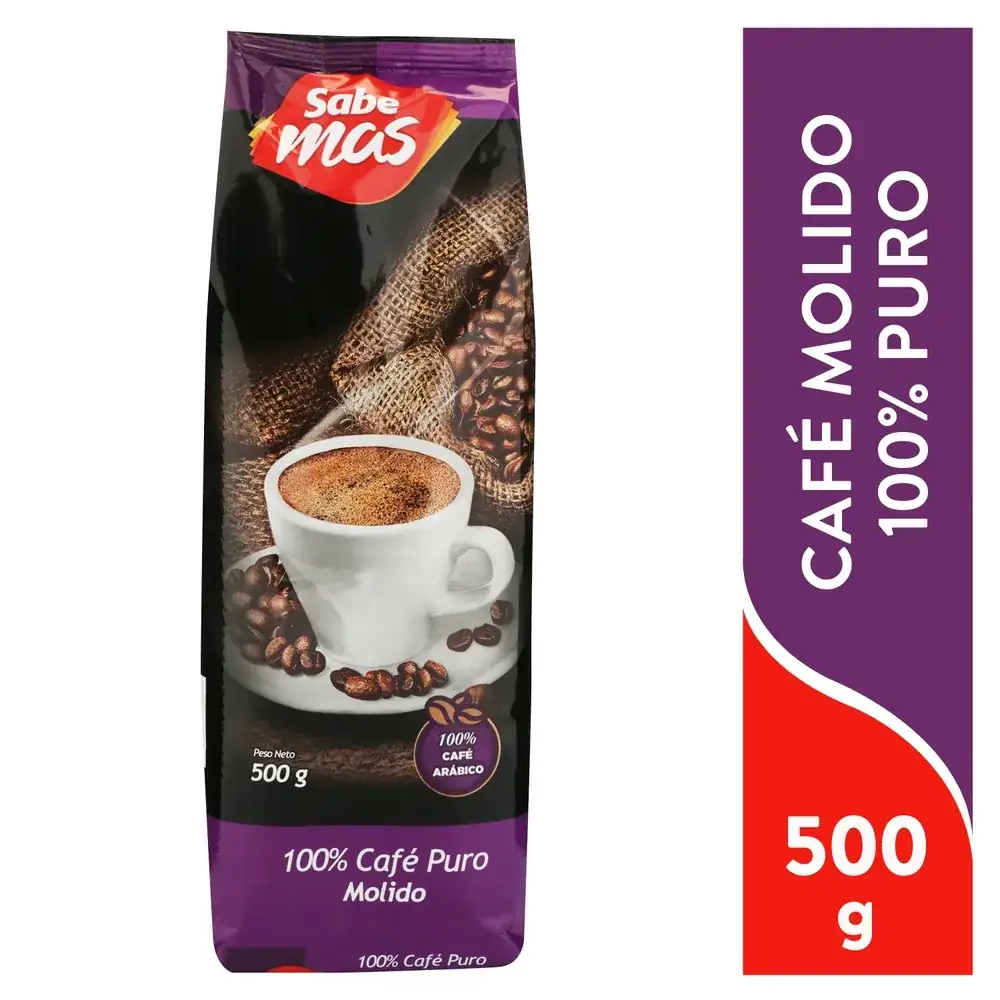 Sabe
mas
Peso Neto
500 g
100%
CAFÉ
ARÁBICO
100% Café Puro
Molido
100% Café Puro
CAFÉ MOLIDO
100% PURO
500
g